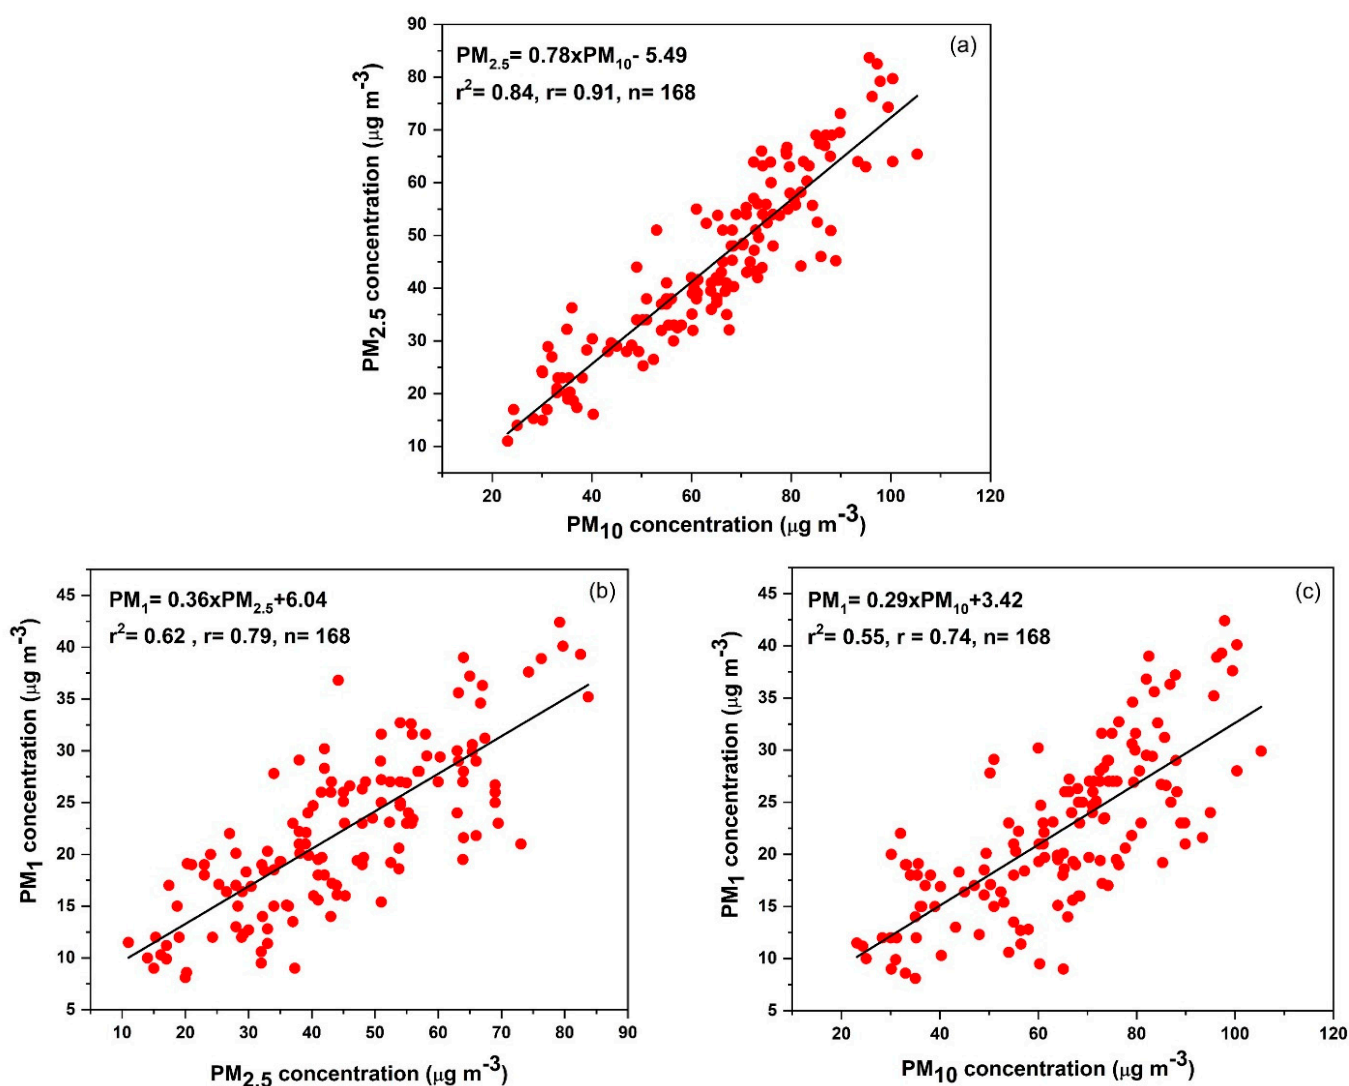 (a)
PM2.5= 0.78xPM10- 5.49
r2= 0.84, r= 0.91, n= 168
90
80
70
60
50
40
30
20
10
PM2.5 concentration (μg m-3)
20 40 60 80 100 120
PM10 concentration (μg m-3)
(b)
PM1= 0.36xPM2.5+6.04
r2= 0.62 , r= 0.79, n= 168
45
40
35
30
25
20
15
10
5
PM1 concentration (μg m-3)
10 20 30 40 50 60 70 80 90
PM2.5 concentration (μg m-3)
(c)
PM1= 0.29xPM10+3.42
r2= 0.55, r = 0.74, n= 168
45
40
35
30
25
20
15
10
5
PM1 concentration (μg m-3)
20 40 60 80 100 120
PM10 concentration (μg m-3)